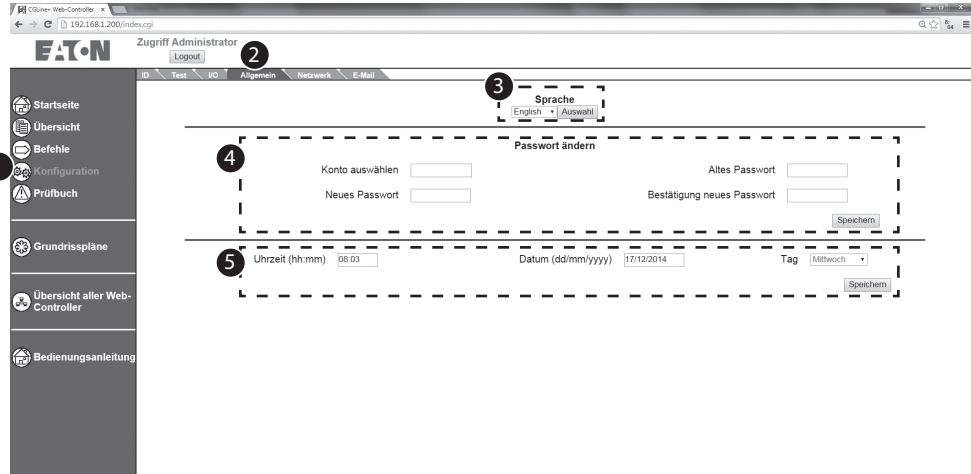 CGLine+ Web-Controller x
192.168.1.200/index.cgi
EATON
Zugriff Administrator
Logout
2
ID Test I/O Allgemein Netzwerk E-Mail
3
Sprache
English Auswahl
Startseite
Übersicht
Befehle
Konfiguration
Prüfbuch
Grundrisspläne
Übersicht aller Web-
Controller
Bedienungsanleitung
4
Passwort ändern
Konto auswählen Altes Passwort
Neues Passwort Bestätigung neues Passwort
Speichern
5
Uhrzeit (hh:mm) 08:03 Datum (dd/mm/yyyy) 17/12/2014 Tag Mittwoch
Speichern